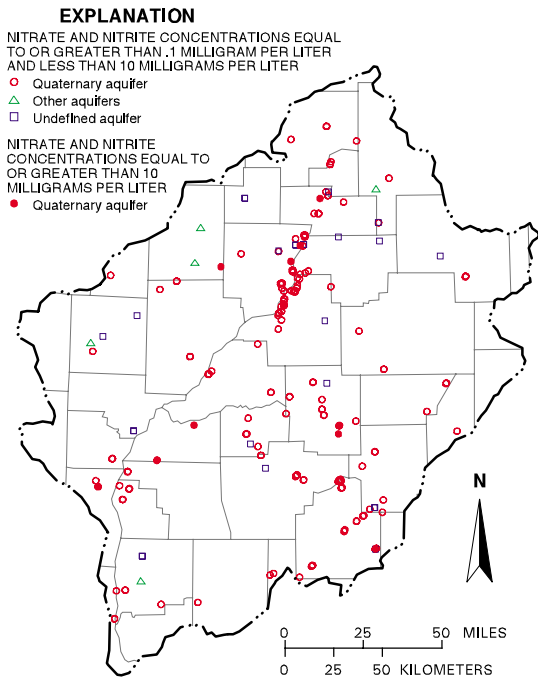 EXPLANATION
NITRATE AND NITRITE CONCENTRATIONS EQUAL
TO OR GREATER THAN .1 MILLIGRAM PER LITER
AND LESS THAN 10 MILLIGRAMS PER LITER
Quaternary aquifer
Other aquifers
Undefined aquifer
NITRATE AND NITRITE
CONCENTRATIONS EQUAL TO
OR GREATER THAN 10
MILLIGRAMS PER LITER
Quaternary aquifer
N
0 25 50 MILES
0 25 50 KILOMETERS